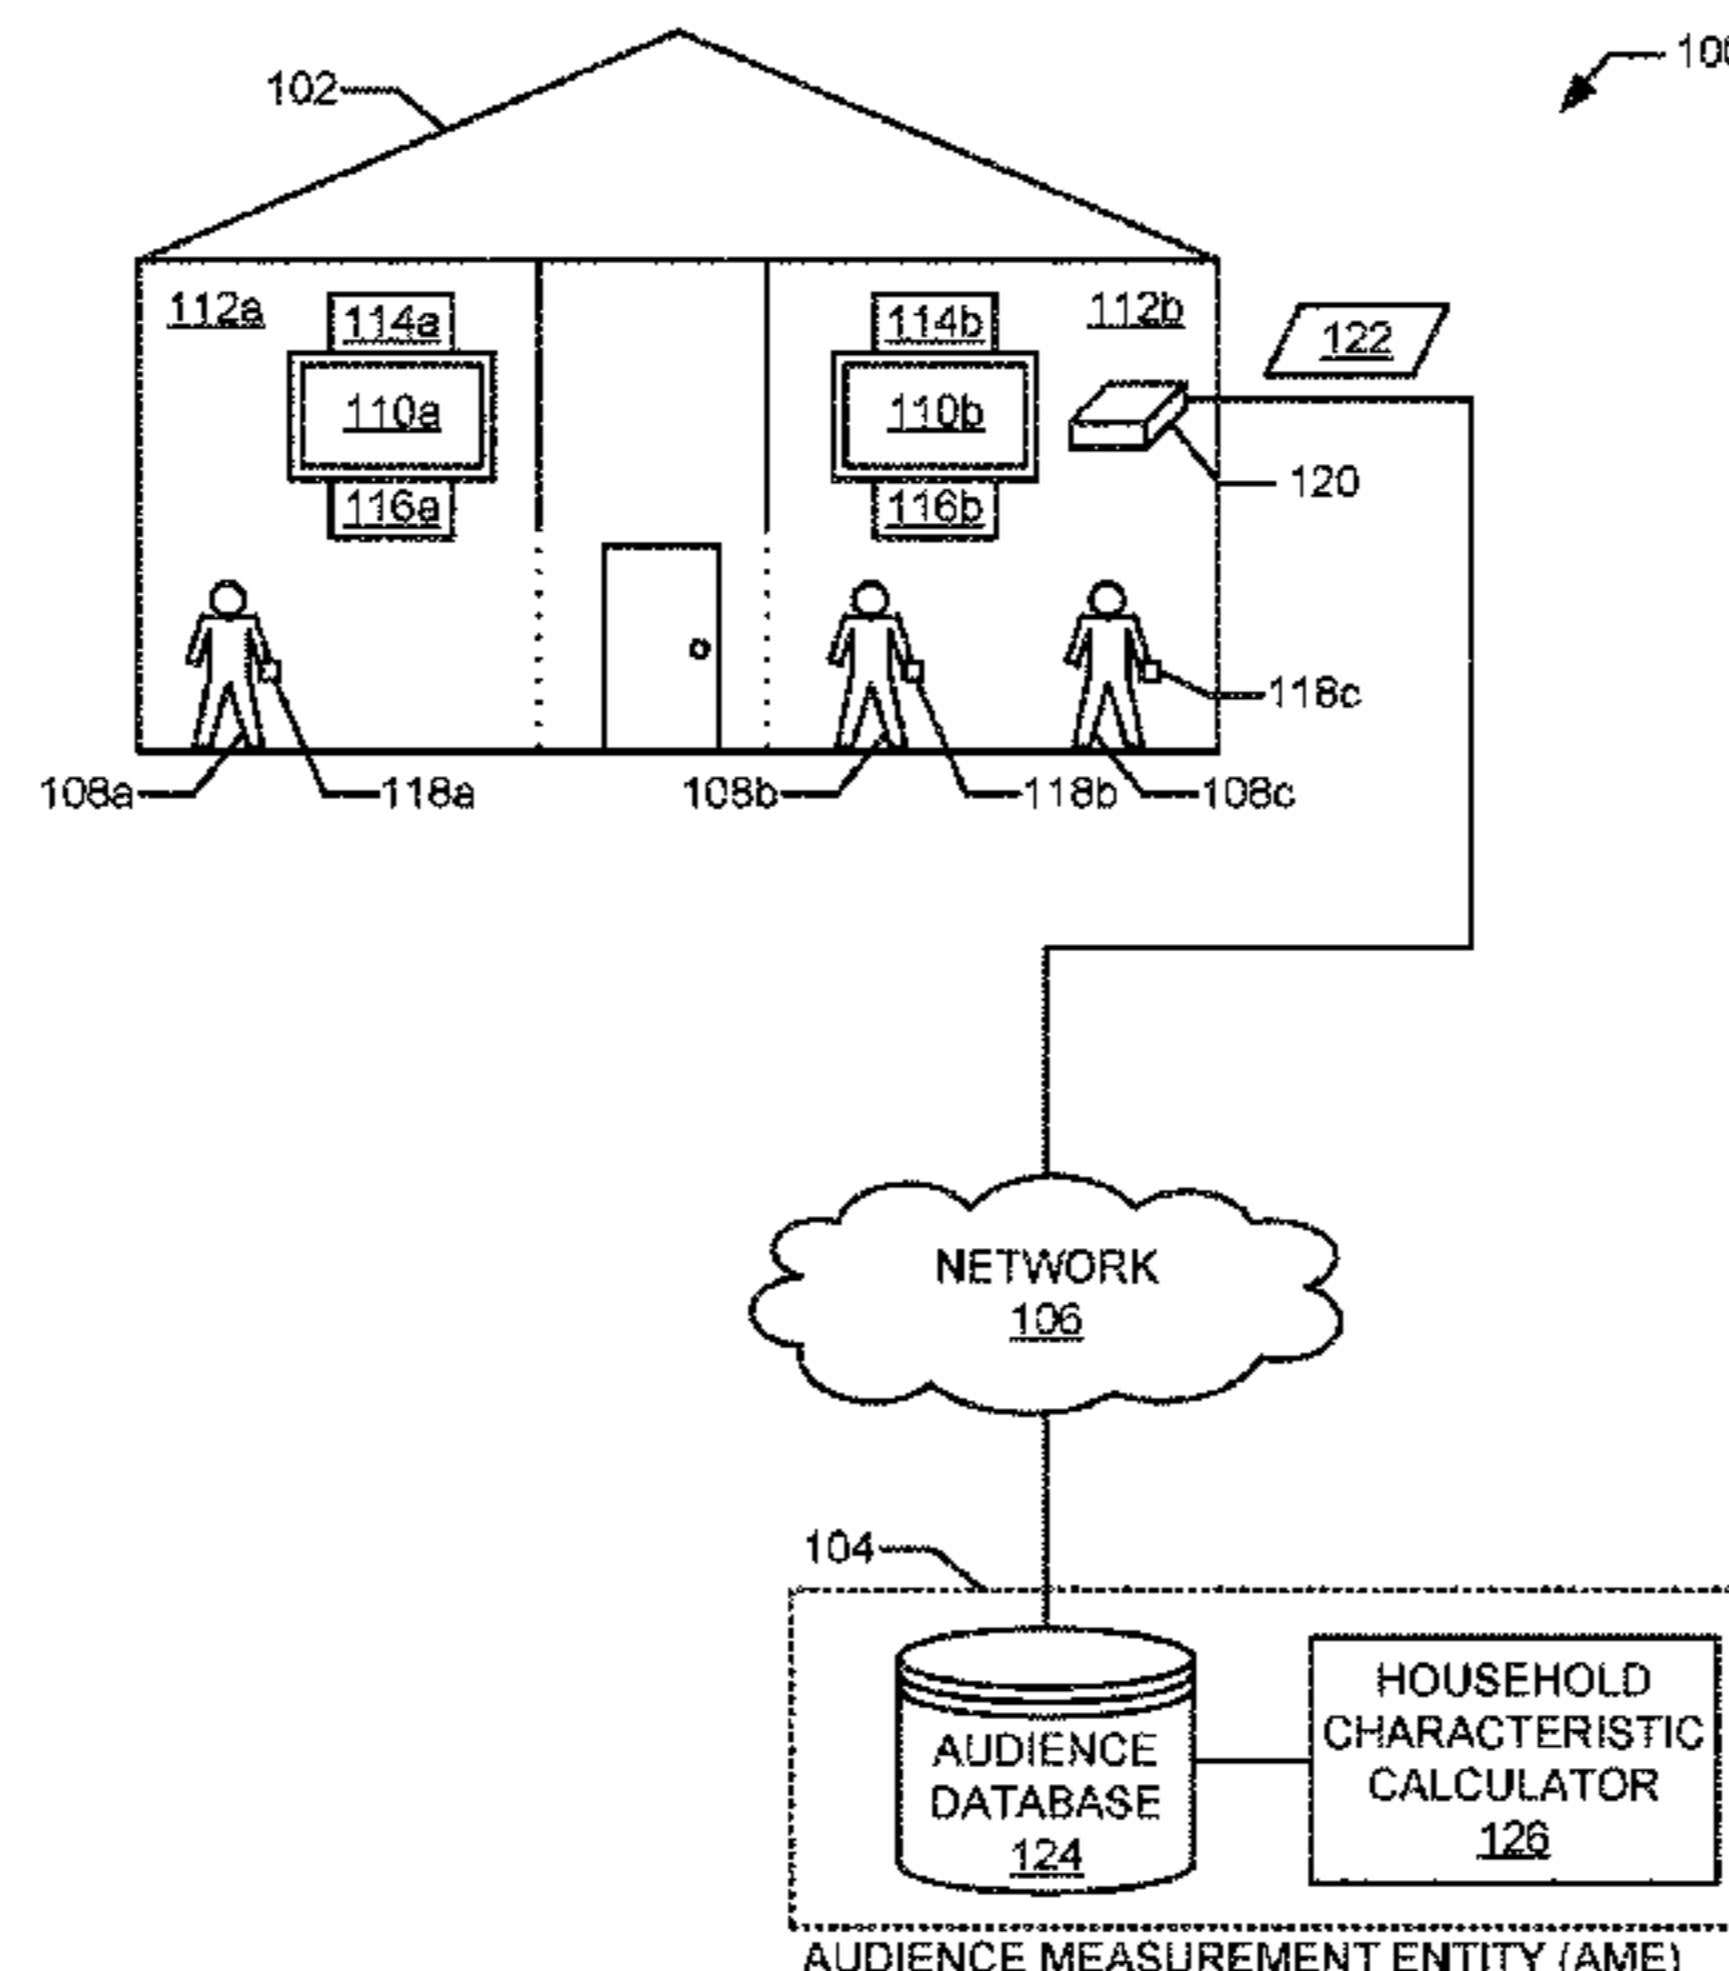 100
102
112a
114a
114b
112b
122
110a
110b
116a
116b
120
118c
108a
118a
108b
118b
108c
NETWORK
106
104
AUDIENCE
DATABASE
124
HOUSEHOLD
CHARACTERISTIC
CALCULATOR
126
AUDIENCE MEASUREMENT ENTITY (AME)